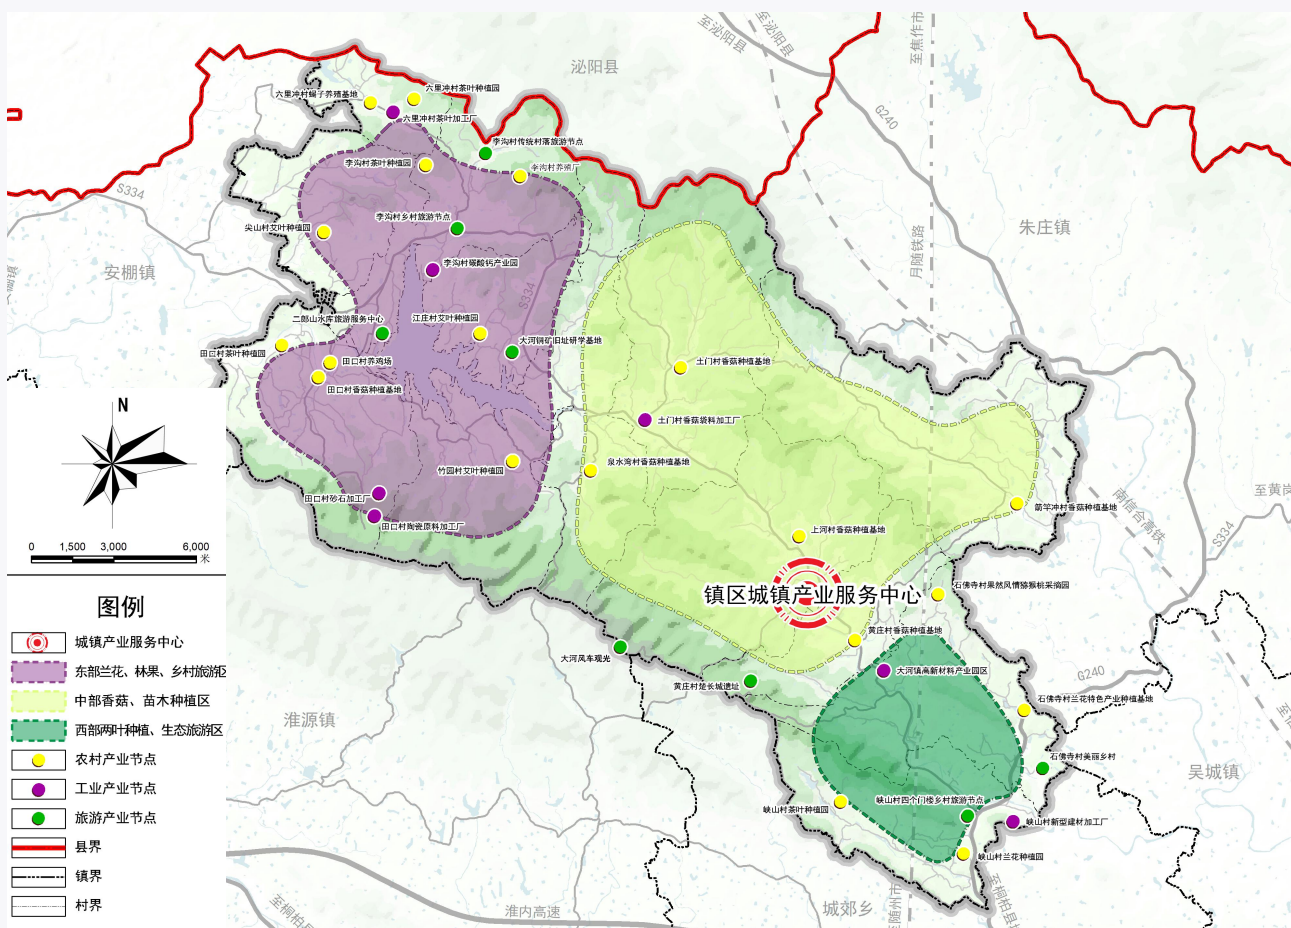 至泌阳县
至泌阳县
至焦作市
泌阳县
六里冲村蝎子养殖基地
六里冲村茶叶种植园
六里冲村茶叶加工厂
G240
李沟村传统村落旅游节点
李沟村茶叶种植园
S334
李沟村乡村旅游节点
尖山村艾叶种植园
朱庄镇
月随铁路
安棚镇
李沟村碳酸钙产业园
S334
二郎山水库旅游服务中心
江庄村艾叶种植园
大河铜矿旧址研学基地
田口村茶叶种植园
田口村养鸡场
田口村香菇种植基地
土门村香菇种植基地
土门村香菇袋料加工厂
N
竹园村艾叶种植园
泉水湾村香菇种植基地
田口村砂石加工厂
田口村陶瓷原料加工厂
箭竿冲村香菇种植基地
至黄岗
南信合高铁
S334
上河村香菇种植基地
0 1,500 3,000 6,000
米
镇区城镇产业服务中心
石佛寺村果然风情猕猴桃采摘园
图例
黄庄村香菇种植基地
城镇产业服务中心
大河风车观光
大河镇高新材料产业园区
G240
东部兰花、林果、乡村旅游区
黄庄村楚长城遗址
石佛寺村兰花特色产业种植基地
中部香菇、苗木种植区
淮源镇
西部两叶种植、生态旅游区
农村产业节点
石佛寺村美丽乡村
吴城镇
工业产业节点
峡山村茶叶种植园
峡山村四个门楼乡村旅游节点
旅游产业节点
峡山村新型建材加工厂
县界
峡山村兰花种植园
镇界
村界
至桐柏县
淮内高速
城郊乡
至随州市